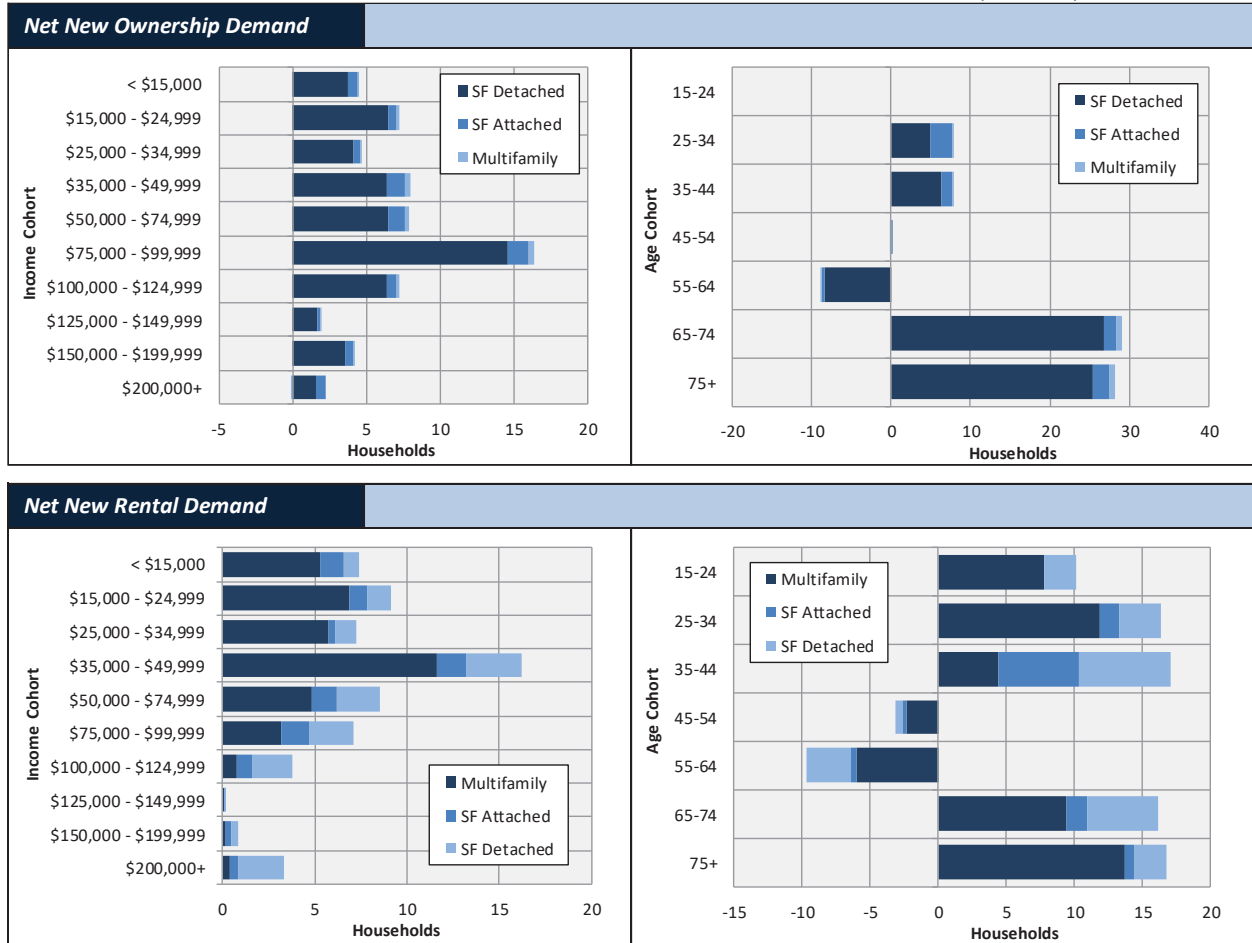 Net New Ownership Demand
Income Cohort
< $15,000
$15,000 - $24,999
$25,000 - $34,999
$35,000 - $49,999
$50,000 - $74,999
$75,000 - $99,999
$100,000 - $124,999
$125,000 - $149,999
$150,000 - $199,999
$200,000+
SF Detached
SF Attached
Multifamily
-5 0 5 10 15 20
Households
Age Cohort
15-24
25-34
35-44
45-54
55-64
65-74
75+
SF Detached
SF Attached
Multifamily
-20 -10 0 10 20 30 40
Households
Net New Rental Demand
Income Cohort
< $15,000
$15,000 - $24,999
$25,000 - $34,999
$35,000 - $49,999
$50,000 - $74,999
$75,000 - $99,999
$100,000 - $124,999
$125,000 - $149,999
$150,000 - $199,999
$200,000+
Multifamily
SF Attached
SF Detached
0 5 10 15 20
Households
Age Cohort
15-24
25-34
35-44
45-54
55-64
65-74
75+
Multifamily
SF Attached
SF Detached
-15 -10 -5 0 5 10 15 20
Households